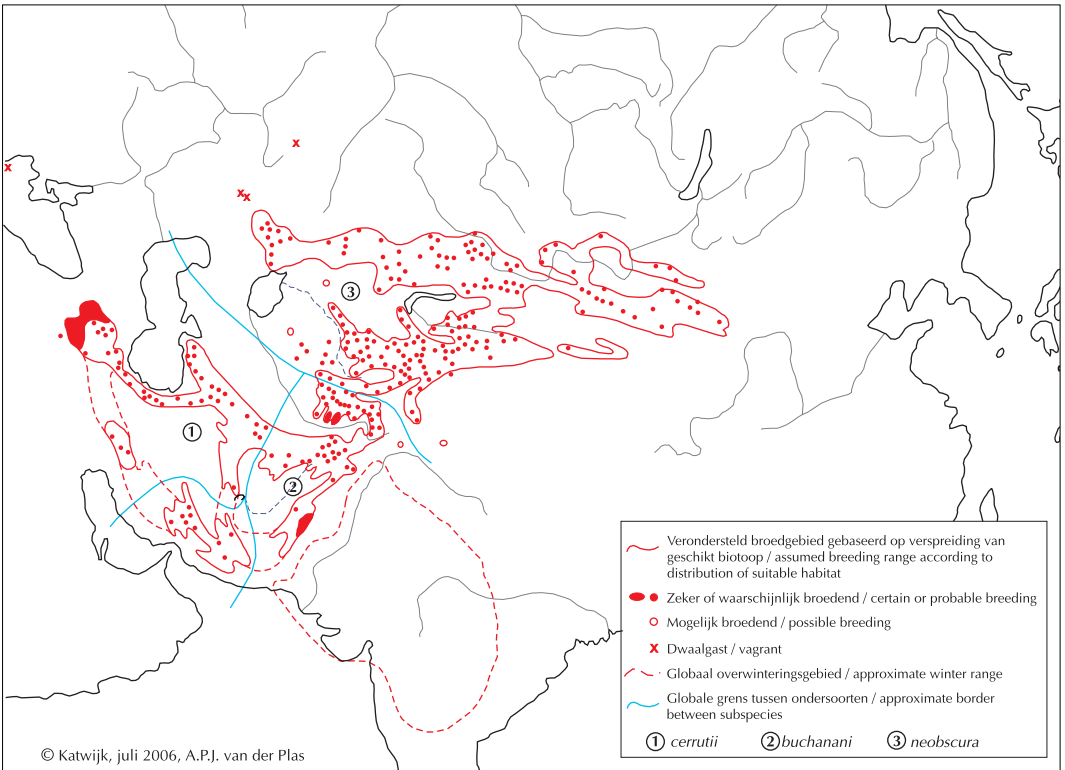 3
1
2
Verondersteld broedgebied gebaseerd op verspreiding van
geschikt biotoop / assumed breeding range according to
distribution of suitable habitat
Zeker of waarschijnlijk broedend / certain or probable breeding
Mogelijk broedend / possible breeding
x Dwaalgast / vagrant
Globaal overwinteringsgebied / approximate winter range
Globale grens tussen ondersoorten / approximate border
between subspecies
1 cerrutii 2 buchanani 3 neobscura
© Katwijk, juli 2006, A.P.J. van der Plas